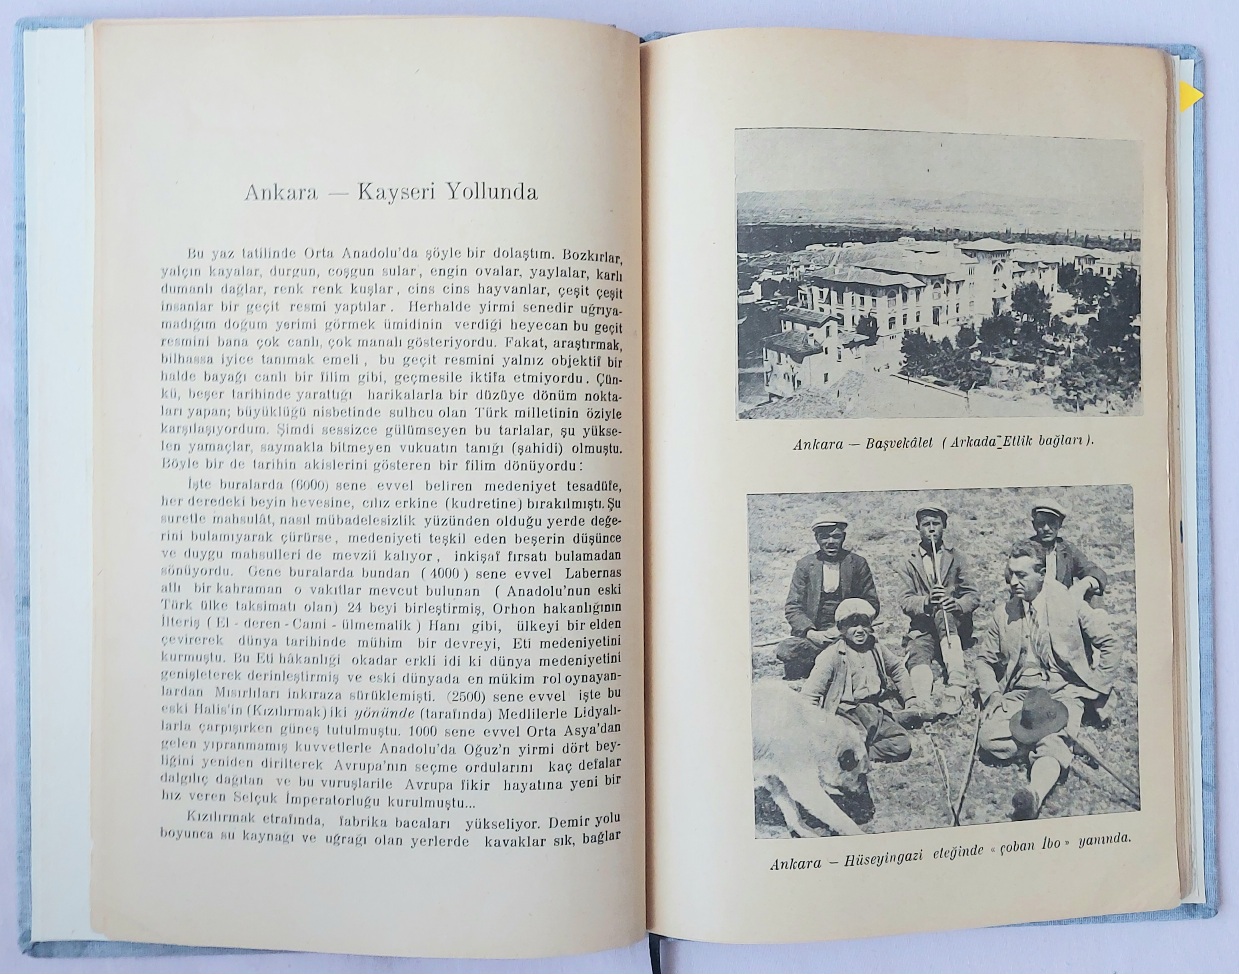 Ankara — Kayseri Yollunda
Bu yaz tatilinde Orta Anadolu'da şöyle bir dolaştım. Bozkırlar,
yalçın kayalar, durgun, coşgun sular, engin ovalar, yaylalar, karlı
dumanlı dağlar, renk renk kuşlar, cins cins hayvanlar, çeşit çeşit
insanlar bir geçit resmi yaptılar. Herhalde yirmi senedir uğrıya-
madığım doğum yerimi görmek ümidinin verdiği heyecan bu geçit
resmini bana çok canlı, çok manalı gösteriyordu. Fakat, araştırmak,
bilhassa iyice tanımak emeli, bu geçit resmini yalnız objektif bir
halde bayağı canlı bir filim gibi, geçmesile iktifa etmiyordu. Çün-
kü, beşer tarihinde yarattığı harikalarla bir düzüye dönüm nokta-
ları yapan; büyüklüğü nisbetinde sulhcu olan Türk milletinin öziyle
karşılaşıyordum. Şimdi sessizce gülümseyen bu tarlalar, şu yükse-
len yamaçlar, saymakla bitmeyen vukuatın tanığı (şahidi) olmuştu.
Böyle bir de tarihin akislerini gösteren bir filim dönüyordu:
İşte buralarda (6000) sene evvel beliren medeniyet tesadüfe,
her deredeki beyin hevesine, cılız erkine (kudretine) bırakılmıştı. Şu
suretle mahsulât, nasıl mübadelesizlik yüzünden olduğu yerde değe-
rini bulamıyarak çürürse, medeniyeti teşkil eden beşerin düşünce
ve duygu mahsulleri de mevzii kalıyor, inkişaf fırsatı bulamadan
sönüyordu. Gene buralarda bundan (4000) sene evvel Labernas
atlı bir kahraman o vakıtlar mevcut bulunan (Anadolu'nun eski
Türk ülke taksimatı olan) 24 beyi birleştirmiş, Orhon hakanlığının
İlteriş (El - deren - Cami - ülmemalik) Hanı gibi, ülkeyi bir elden
çevirerek dünya tarihinde mühim bir devreyi, Eti medeniyetini
kurmuştu. Bu Eti hâkanlığı okadar erkli idi ki dünya medeniyetini
genişleterek derinleştirmiş ve eski dünyada en mükim rol oynayan-
lardan Mısırlıları inkıraza sürüklemişti. (2500) sene evvel işte bu
eski Halis'in (Kızılırmak) iki yönünde (tarafında) Medlilerle Lidyalı-
larla çarpışırken güneş tutulmuştu. 1000 sene evvel Orta Asya'dan
gelen yıpranmamış kuvvetlerle Anadolu'da Oğuz'n yirmi dört bey-
liğini yeniden dirilterek Avrupa'nın seçme ordularını kaç defalar
dalgılıç dağıtan ve bu vuruşlarile Avrupa fikir hayatına yeni bir
hız veren Selçuk İmperatorluğu kurulmuştu...
Kızılırmak etrafında, fabrika bacaları yükseliyor. Demir yolu
boyunca su kaynağı ve uğrağı olan yerlerde kavaklar sık, bağlar
Ankara — Başvekâlet (Arkada Etlik bağları).
Ankara — Hüseyingazi eteğinde « çoban İbo » yanında.